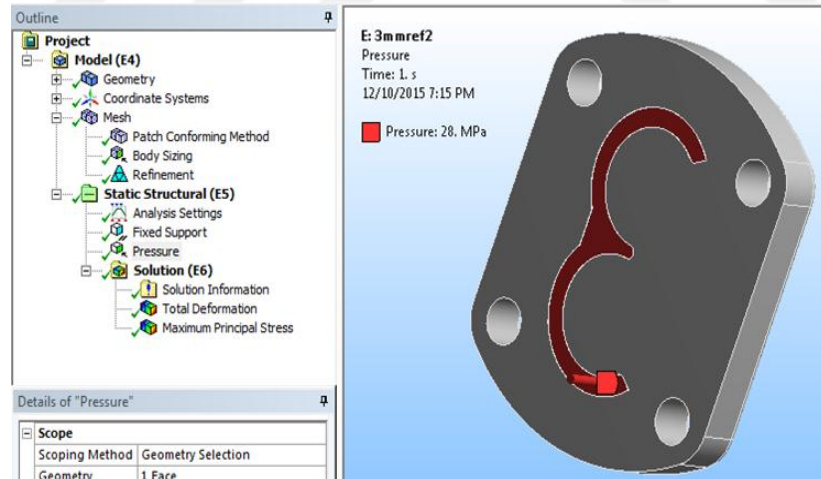 Outline
Project
Model (E4)
Geometry
Coordinate Systems
Mesh
Patch Conforming Method
Body Sizing
Refinement
Static Structural (E5)
Analysis Settings
Fixed Support
Pressure
Solution (E6)
Solution Information
Total Deformation
Maximum Principal Stress
Details of "Pressure"
Scope
Scoping Method Geometry Selection
Geometry 1 Face
E: 3mmref2
Pressure
Time: 1. s
12/10/2015 7:15 PM
Pressure: 28. MPa